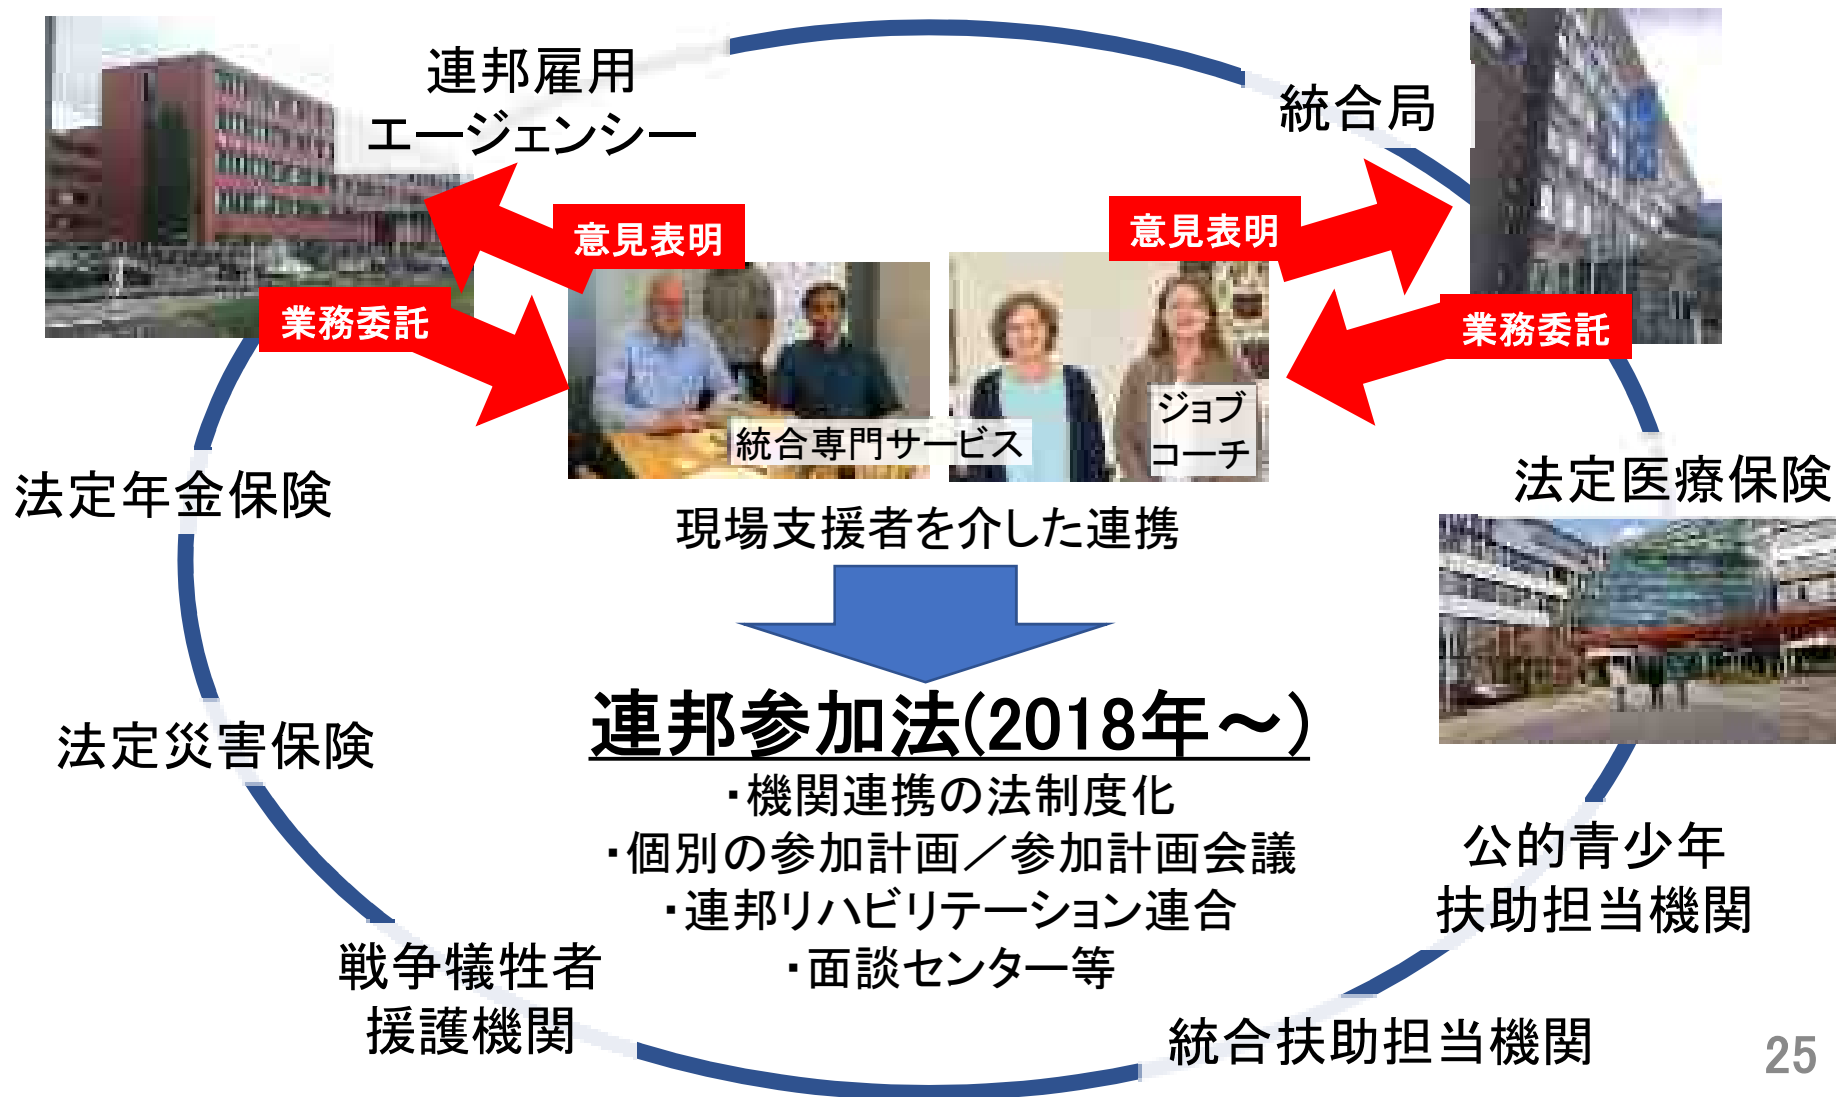 連邦雇用
エージェンシー
統合局
意見表明
意見表明
業務委託
業務委託
ジョブ
コーチ
統合専門サービス
法定年金保険
法定医療保険
現場支援者を介した連携
連邦参加法(2018年～)
・機関連携の法制度化
・個別の参加計画／参加計画会議
・連邦リハビリテーション連合
・面談センター等
法定災害保険
公的青少年
扶助担当機関
戦争犠牲者
援護機関
統合扶助担当機関
25